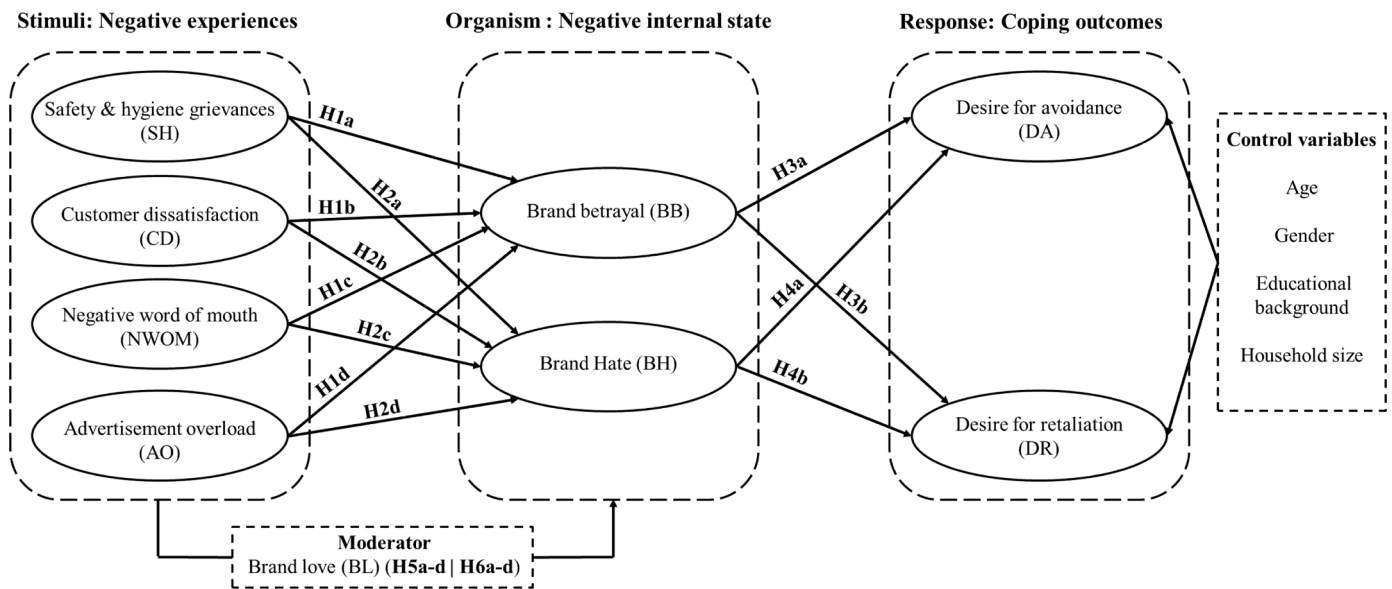 Stimuli: Negative experiences
Organism : Negative internal state
Response: Coping outcomes
Safety & hygiene grievances
(SH)
Customer dissatisfaction
(CD)
Negative word of mouth
(NWOM)
Advertisement overload
(AO)
H1a
H2a
H1b
H2b
H1c
H2c
H1d
H2d
Brand betrayal (BB)
Brand Hate (BH)
H3a
H4a
H3b
H4b
Desire for avoidance
(DA)
Desire for retaliation
(DR)
Control variables
Age
Gender
Educational
background
Household size
Moderator
Brand love (BL) (H5a-d | H6a-d)